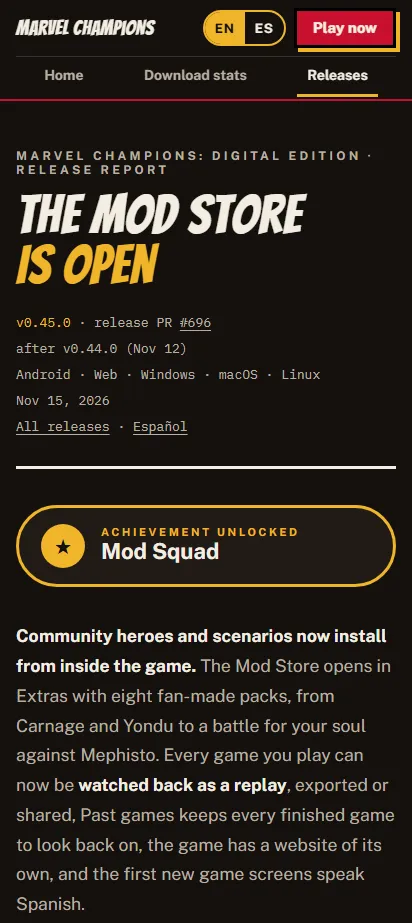 MARVEL CHAMPIONS
EN ES
Play now
Home Download stats Releases
MARVEL CHAMPIONS: DIGITAL EDITION ·
RELEASE REPORT
THE MOD STORE
IS OPEN
v0.45.0 · release PR #696
after v0.44.0 (Nov 12)
Android · Web · Windows · macOS · Linux
Nov 15, 2026
All releases · Español
ACHIEVEMENT UNLOCKED
Mod Squad
Community heroes and scenarios now install
from inside the game. The Mod Store opens in
Extras with eight fan-made packs, from
Carnage and Yondu to a battle for your soul
against Mephisto. Every game you play can
now be watched back as a replay, exported or
shared, Past games keeps every finished game
to look back on, the game has a website of its
own, and the first new game screens speak
Spanish.